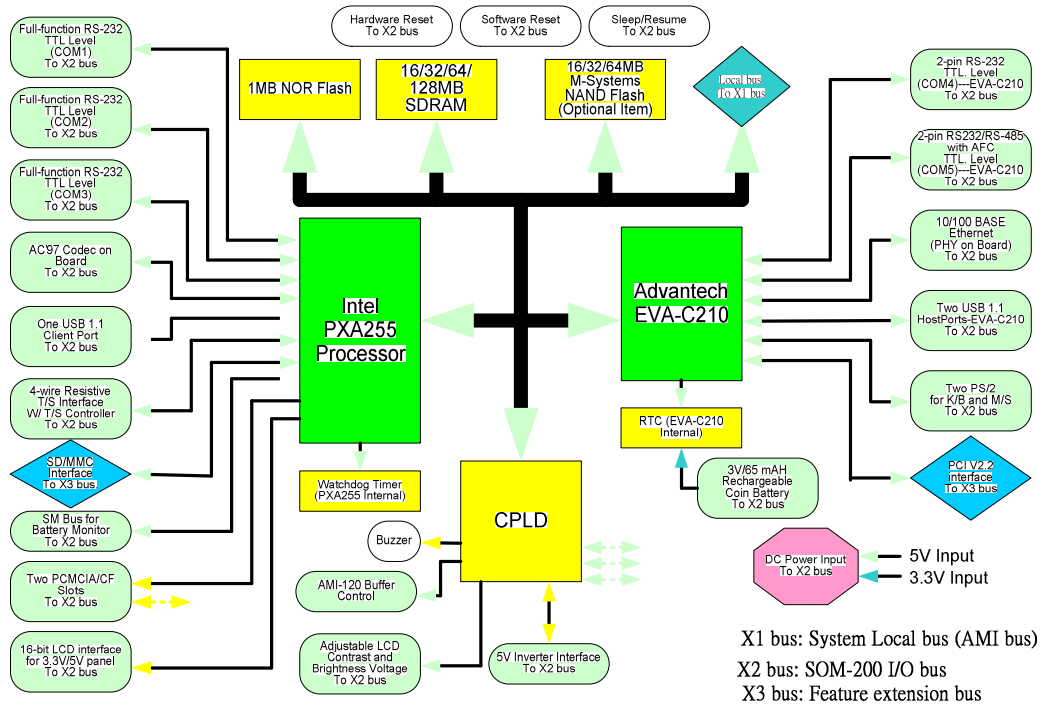 Hardware Reset
To X2 bus
Software Reset
To X2 bus
Sleep/Resume
To X2 bus
Full-function RS-232
TTL Level
(COM1)
To X2 bus
Full-function RS-232
TTL Level
(COM2)
To X2 bus
Full-function RS-232
TTL Level
(COM3)
To X2 bus
AC'97 Codec on
Board
To X2 bus
One USB 1.1
Client Port
To X2 bus
4-wire Resistive
T/S Interface
W/ T/S Controller
To X2 bus
SD/MMC
Interface
To X3 bus
SM Bus for
Battery Monitor
To X2 bus
Two PCMCIA/CF
Slots
To X2 bus
16-bit LCD interface
for 3.3V/5V panel
To X2 bus
1MB NOR Flash
16/32/64/
128MB
SDRAM
16/32/64MB
M-Systems
NAND Flash
(Optional Item)
Local bus
To X1 bus
Intel
PXA255
Processor
Watchdog Timer
(PXA255 Internal)
Advantech
EVA-C210
RTC (EVA-C210
Internal)
3V/65 mAH
Rechargeable
Coin Battery
To X2 bus
CPLD
Buzzer
AMI-120 Buffer
Control
Adjustable LCD
Contrast and
Brightness Voltage
To X2 bus
5V Inverter Interface
To X2 bus
2-pin RS-232
TTL. Level
(COM4)---EVA-C210
To X2 bus
2-pin RS232/RS-485
with AFC
TTL. Level
(COM5)---EVA-C210
To X2 bus
10/100 BASE
Ethernet
(PHY on Board)
To X2 bus
Two USB 1.1
HostPorts-EVA-C210
To X2 bus
Two PS/2
for K/B and M/S
To X2 bus
PCI V2.2
interface
To X3 bus
DC Power Input
To X2 bus
5V Input
3.3V Input
X1 bus: System Local bus (AMI bus)
X2 bus: SOM-200 I/O bus
X3 bus: Feature extension bus